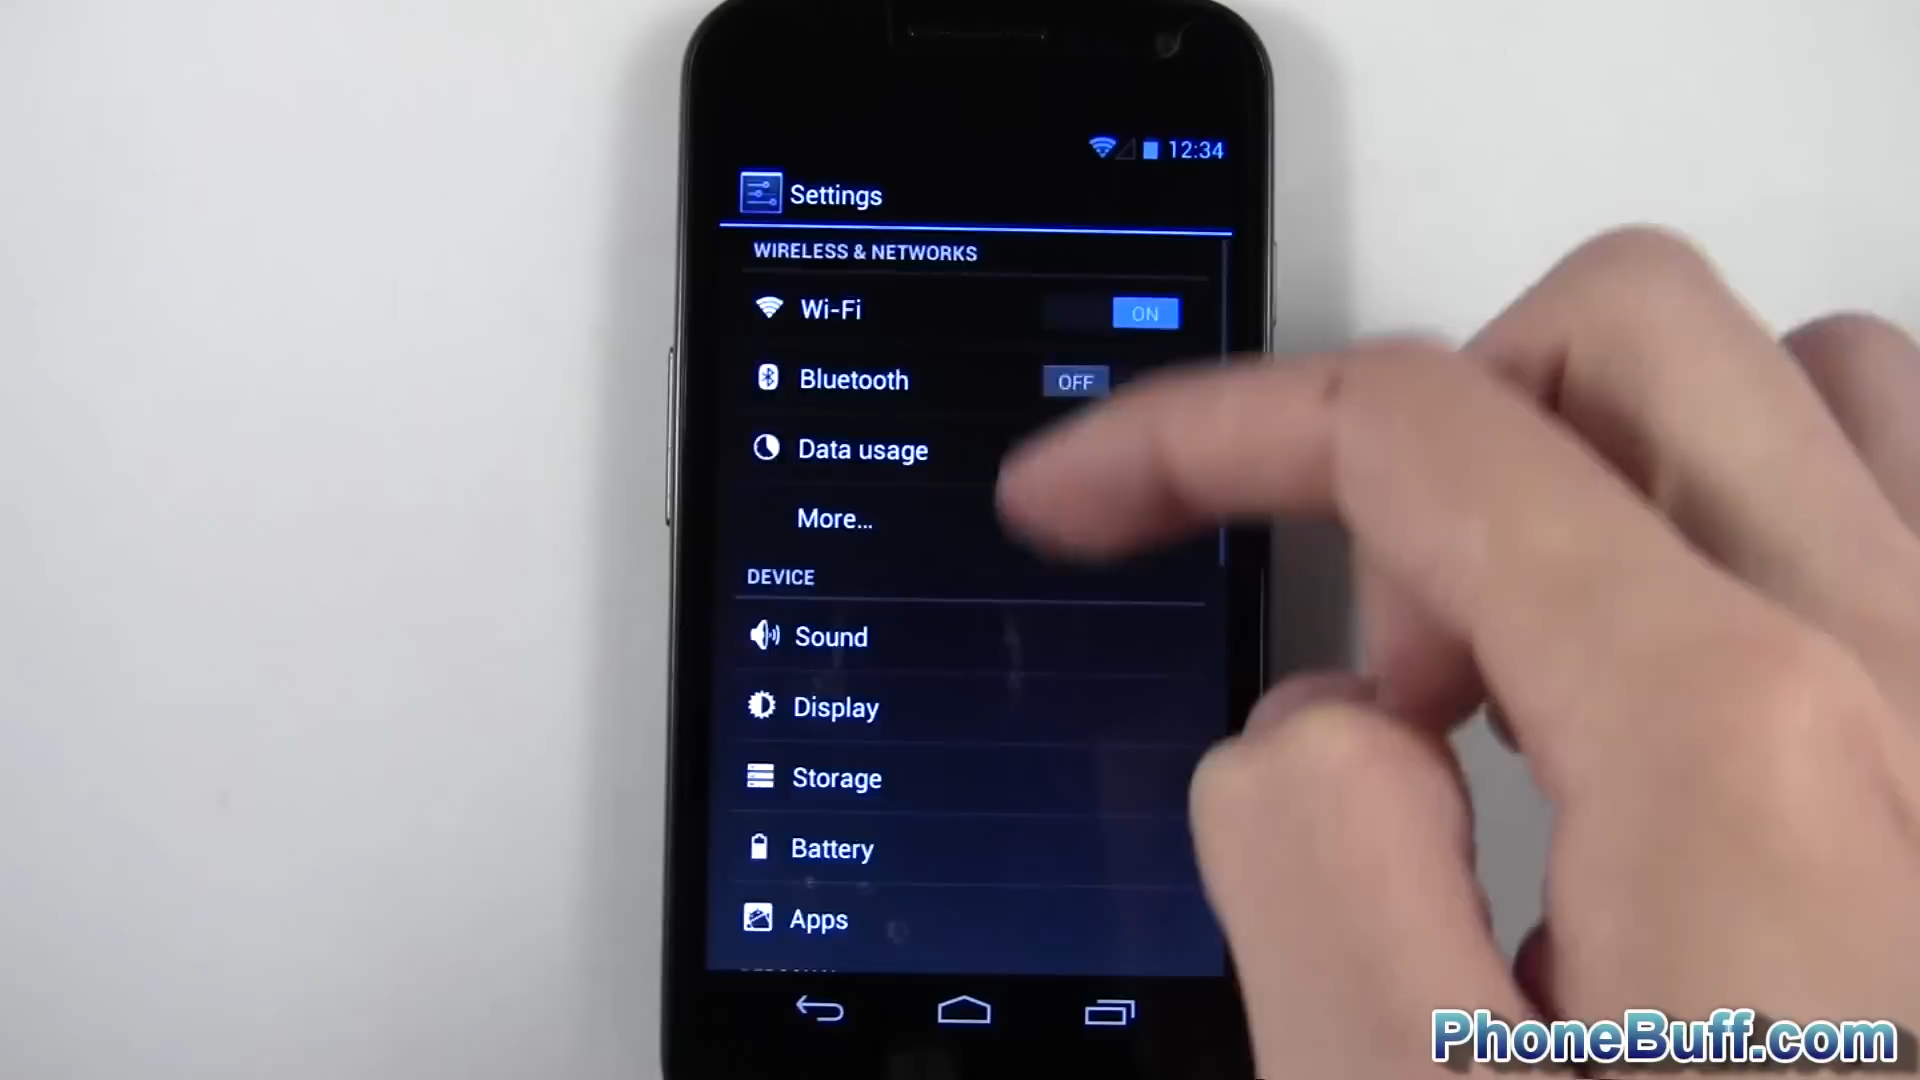 12:34
Settings
WIRELESS & NETWORKS
Wi-Fi ON
Bluetooth OFF
Data usage
More...
DEVICE
Sound
Display
Storage
Battery
Apps
PhoneBuff.com